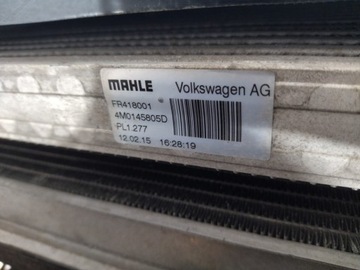 MAHLE Volkswagen AG
FR418001
4M0145805D
PL1.277
12.02.15 16:28:19